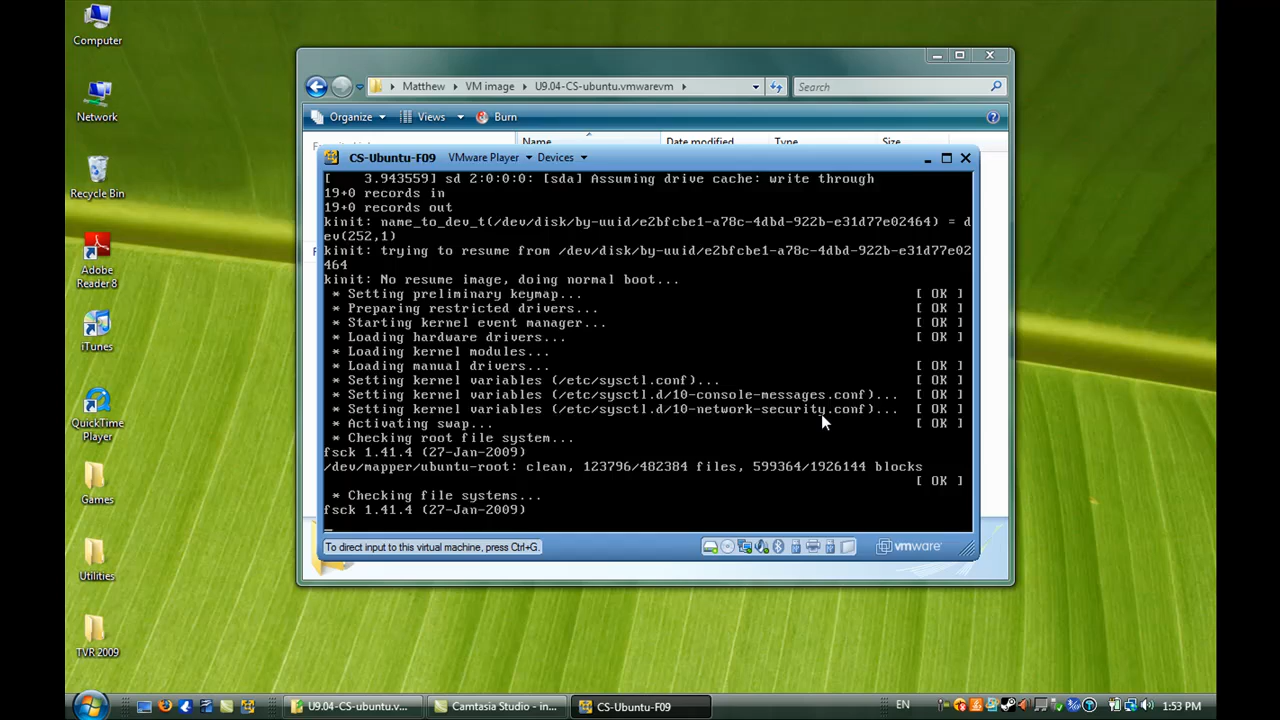 Computer
Network
Recycle Bin
Adobe
Reader 8
iTunes
QuickTime
Player
Games
Utilities
TVR 2009
Matthew
VM image
U9.04-CS-ubuntu.vmwarevm
Search
Organize
Views
Burn
Name
Date modified
Type
Size
CS-Ubuntu-F09
VMware Player
Devices
[    3.943559] sd 2:0:0:0: [sda] Assuming drive cache: write through
19+0 records in
19+0 records out
kinit: name_to_dev_t(/dev/disk/by-uuid/e2bfcbe1-a78c-4dbd-922b-e31d77e02464) = d
ev(252,1)
kinit: trying to resume from /dev/disk/by-uuid/e2bfcbe1-a78c-4dbd-922b-e31d77e02
464
kinit: No resume image, doing normal boot...
* Setting preliminary keymap... [ OK ]
* Preparing restricted drivers... [ OK ]
* Starting kernel event manager... [ OK ]
* Loading hardware drivers... [ OK ]
* Loading kernel modules...
* Loading manual drivers... [ OK ]
* Setting kernel variables (/etc/sysctl.conf)... [ OK ]
* Setting kernel variables (/etc/sysctl.d/10-console-messages.conf)... [ OK ]
* Setting kernel variables (/etc/sysctl.d/10-network-security.conf)... [ OK ]
* Activating swap... [ OK ]
* Checking root file system...
fsck 1.41.4 (27-Jan-2009)
/dev/mapper/ubuntu-root: clean, 123796/482384 files, 599364/1926144 blocks
[ OK ]
* Checking file systems...
fsck 1.41.4 (27-Jan-2009)
To direct input to this virtual machine, press Ctrl+G.
vmware
U9.04-CS-ubuntu.v...
Camtasia Studio - in...
CS-Ubuntu-F09
EN
1:53 PM